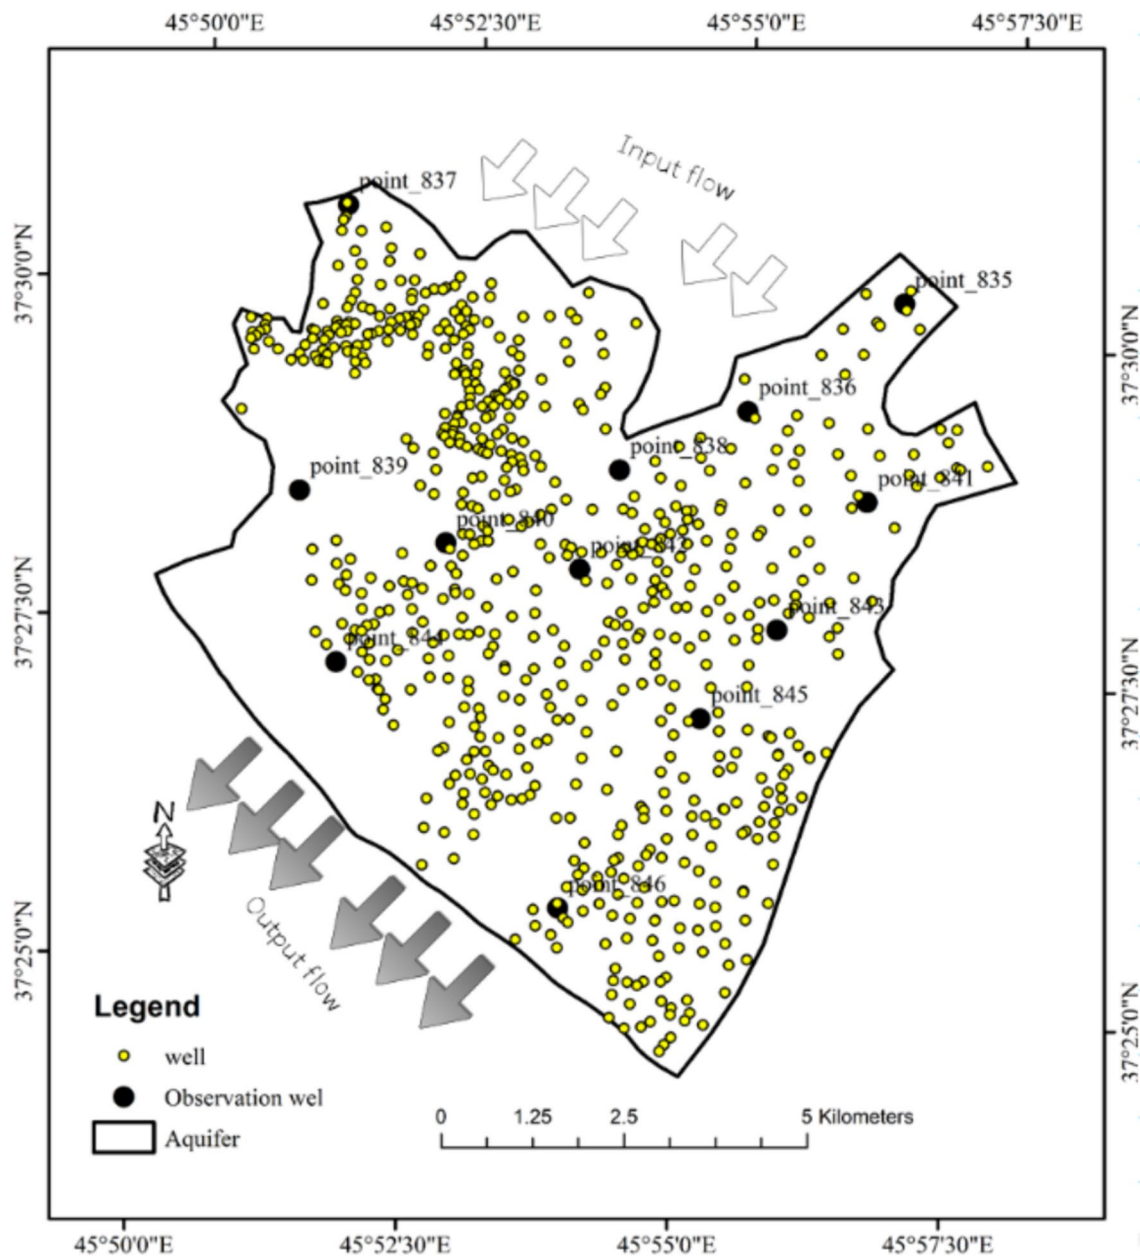 45°50'0"E 45°52'30"E 45°55'0"E 45°57'30"E
Input flow
point_837
37°30'0"N
point_835
37°30'0"N
point_836
point_838
point_839
point_841
point_840
point_842
37°27'30"N
point_843
point_844
37°27'30"N
point_845
N
point_846
Output flow
37°25'0"N
37°25'0"N
Legend
well
Observation wel
Aquifer
0 1.25 2.5 5 Kilometers
45°50'0"E 45°52'30"E 45°55'0"E 45°57'30"E